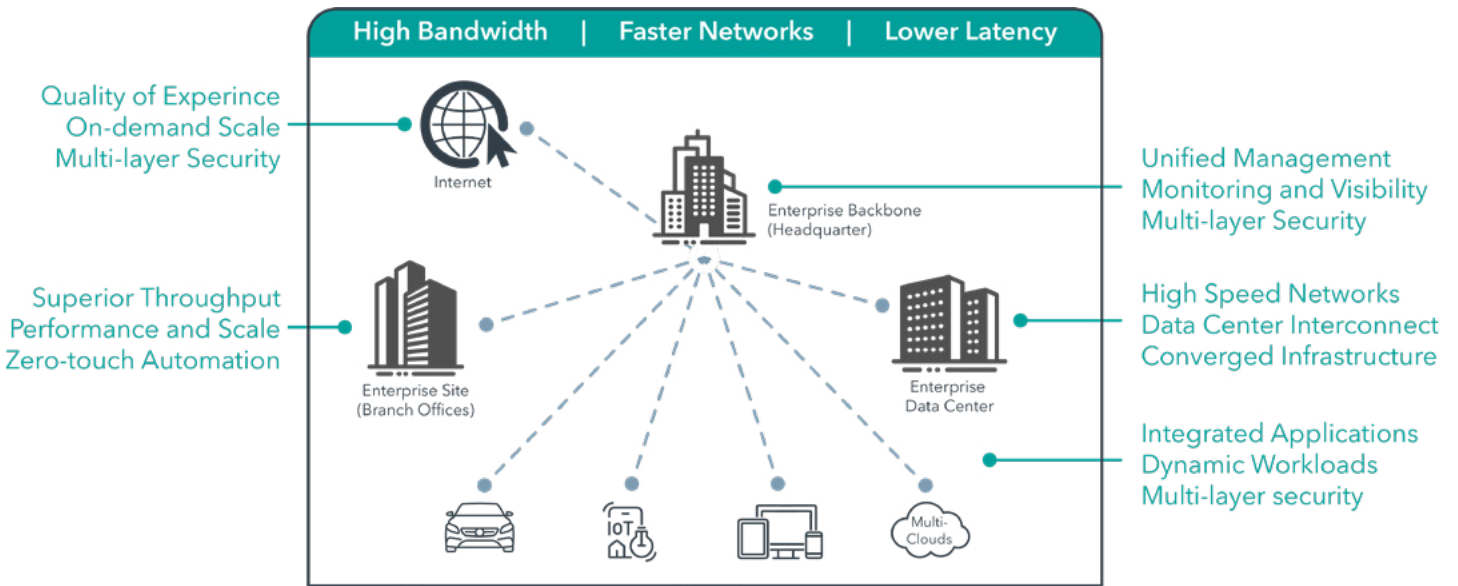 High Bandwidth | Faster Networks | Lower Latency
Quality of Experince
On-demand Scale
Multi-layer Security
Internet
Enterprise Backbone
(Headquarter)
Unified Management
Monitoring and Visibility
Multi-layer Security
Superior Throughput
Performance and Scale
Zero-touch Automation
Enterprise Site
(Branch Offices)
Enterprise
Data Center
High Speed Networks
Data Center Interconnect
Converged Infrastructure
Integrated Applications
Dynamic Workloads
Multi-layer security
IoT
Multi-
Clouds